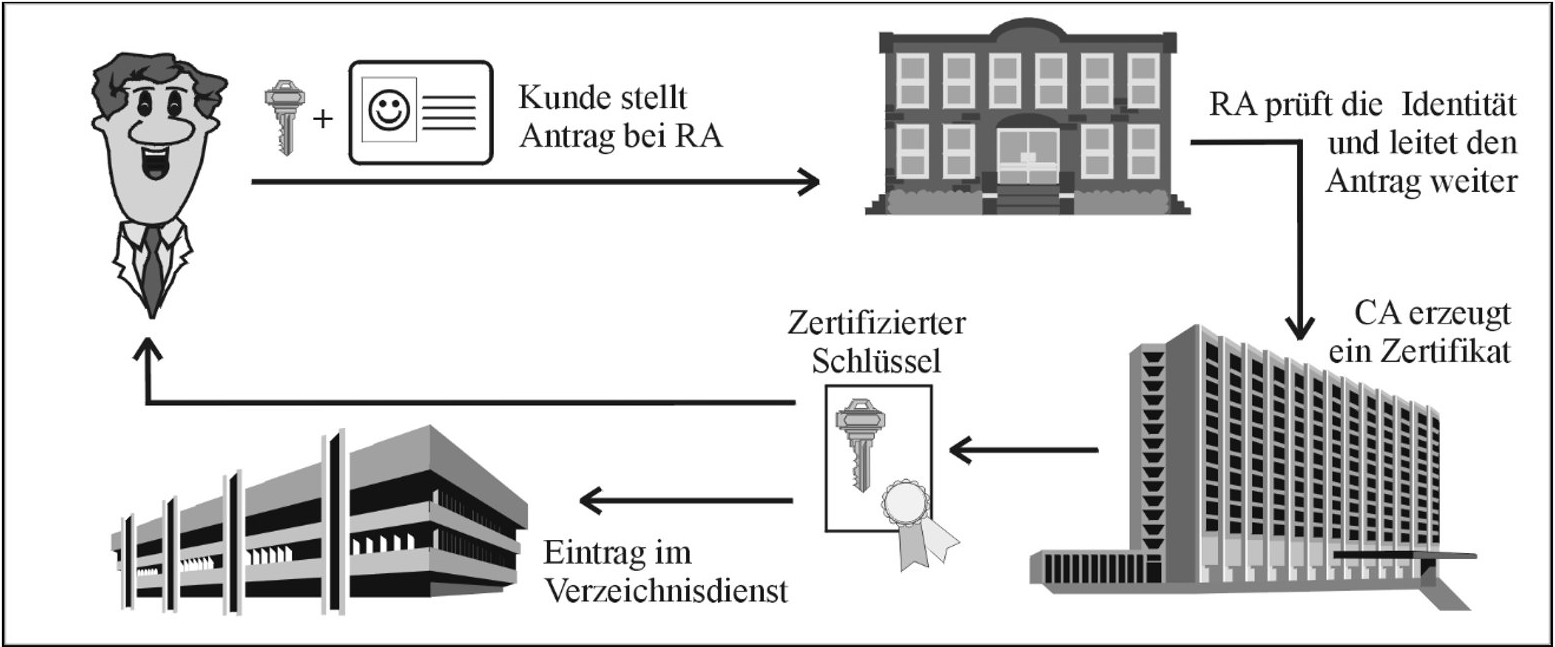 +
Kunde stellt
Antrag bei RA
RA prüft die Identität
und leitet den
Antrag weiter
CA erzeugt
ein Zertifikat
Zertifizierter
Schlüssel
Eintrag im
Verzeichnisdienst